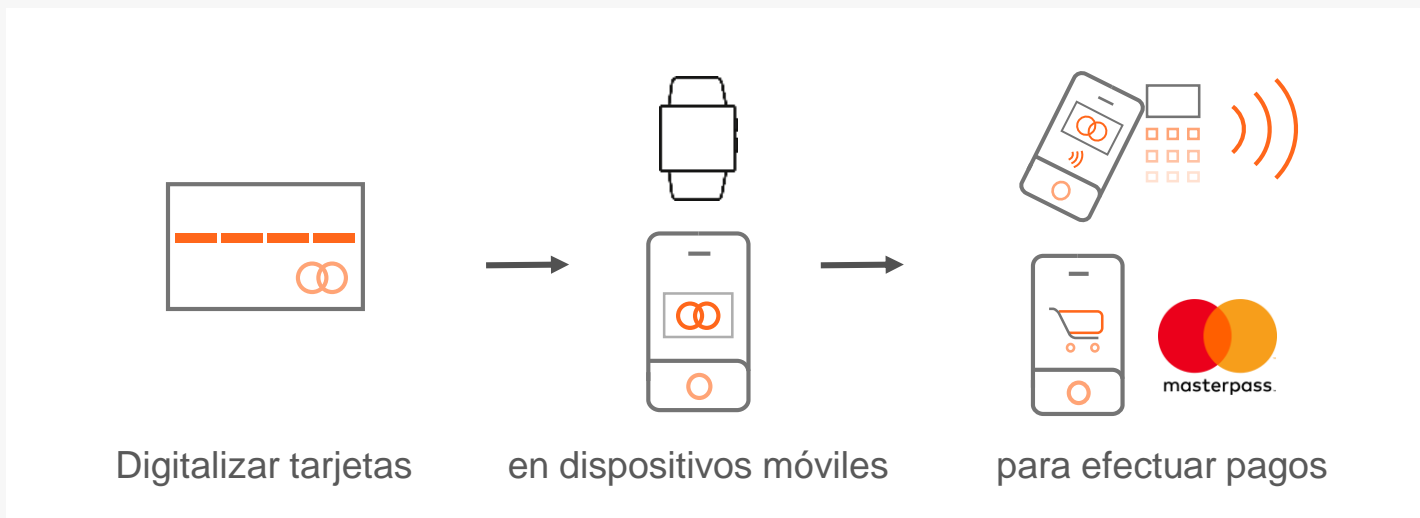 masterpass.
Digitalizar tarjetas
en dispositivos móviles
para efectuar pagos